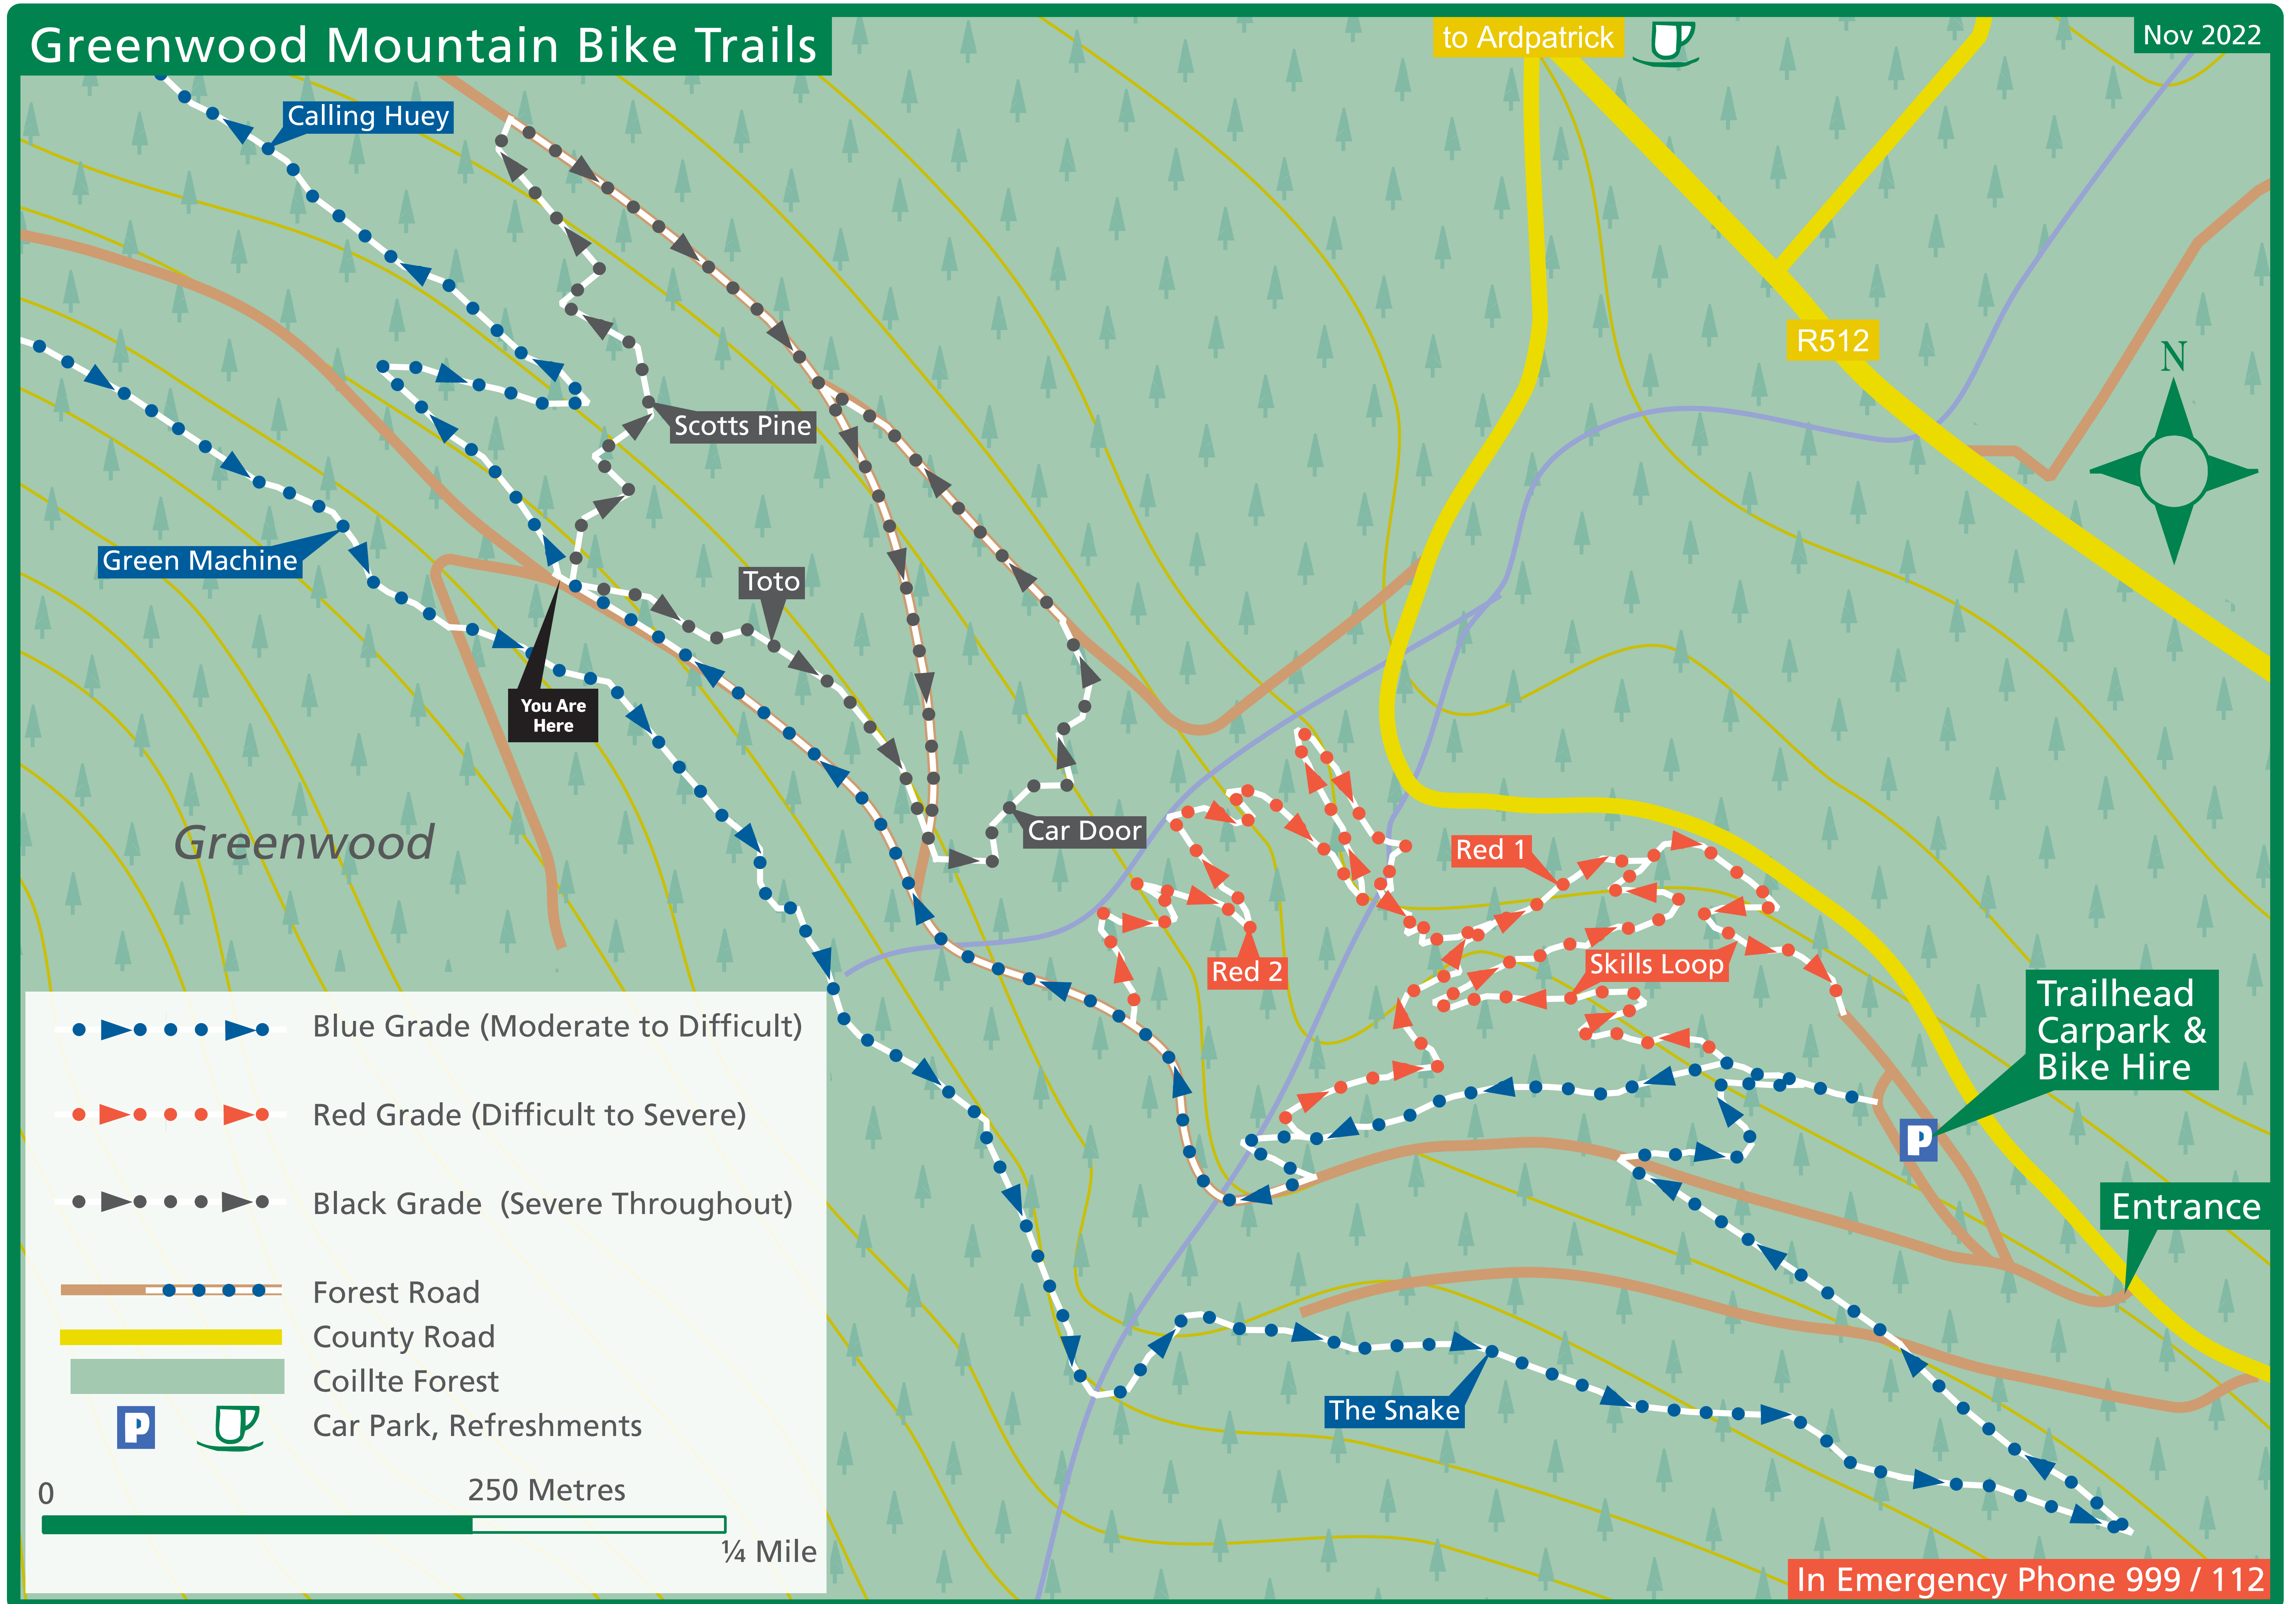 Greenwood Mountain Bike Trails
to Ardpatrick
Nov 2022
Calling Huey
R512
N
Scotts Pine
Green Machine
Toto
You Are
Here
Greenwood
Car Door
Red 1
Red 2
Skills Loop
Trailhead
Carpark &
Bike Hire
P
Entrance
The Snake
Blue Grade (Moderate to Difficult)
Red Grade (Difficult to Severe)
Black Grade (Severe Throughout)
Forest Road
County Road
Coillte Forest
P
Car Park, Refreshments
0
250 Metres
¼ Mile
In Emergency Phone 999 / 112